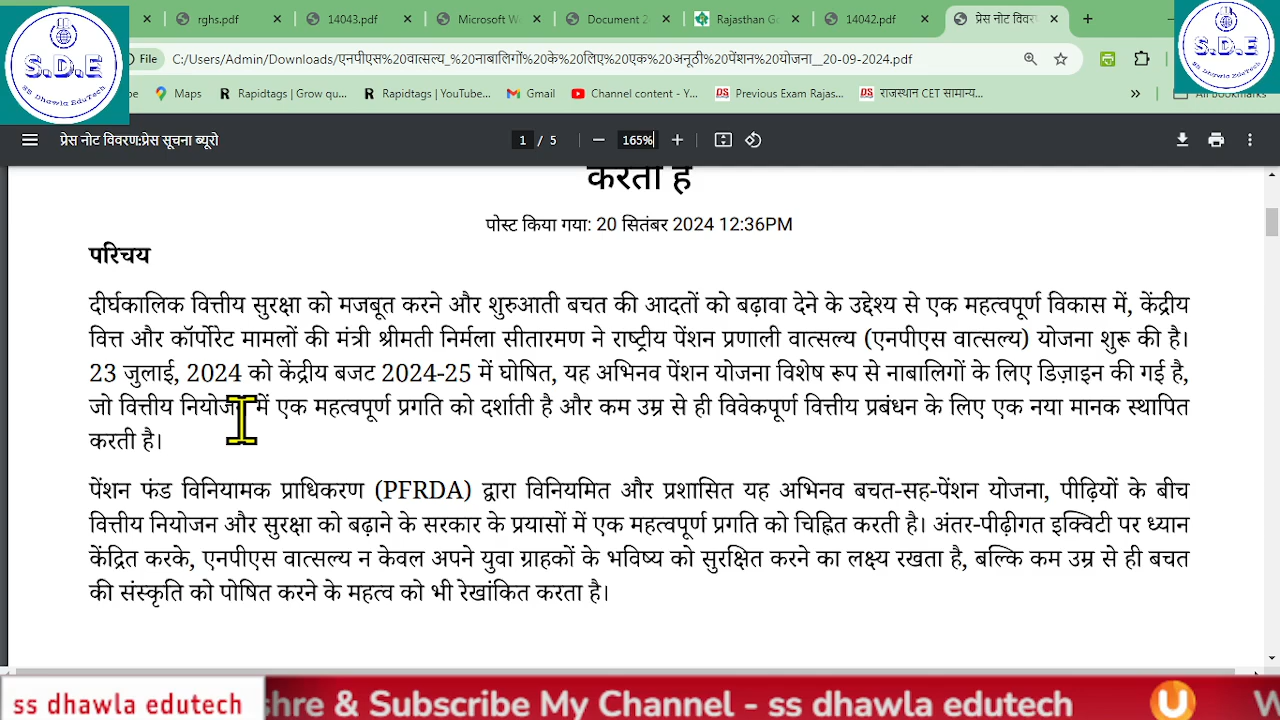 S.D.E
SS Dhawla EduTech
rghs.pdf
14043.pdf
Microsoft W
Document 2
Rajasthan Go
14042.pdf
प्रेस नोट विवरण
File
C:/Users/Admin/Downloads/एनपीएस%20वात्सल्य_%20नाबालिगों%20के%20लिए%20एक%20अनूठी%20पेंशन%20योजना__20-09-2024.pdf
Maps
Rapidtags | Grow qu...
Rapidtags | YouTube...
Gmail
Channel content - Y...
Previous Exam Rajas...
राजस्थान CET सामान्य...
All Bookmarks
S.D.E
SS Dhawla EduTech
प्रेस नोट विवरण:प्रेस सूचना ब्यूरो
1 / 5
165%
करती है
पोस्ट किया गया: 20 सितंबर 2024 12:36PM
परिचय
दीर्घकालिक वित्तीय सुरक्षा को मजबूत करने और शुरुआती बचत की आदतों को बढ़ावा देने के उद्देश्य से एक महत्वपूर्ण विकास में, केंद्रीय
वित्त और कॉर्पोरेट मामलों की मंत्री श्रीमती निर्मला सीतारमण ने राष्ट्रीय पेंशन प्रणाली वात्सल्य (एनपीएस वात्सल्य) योजना शुरू की है।
23 जुलाई, 2024 को केंद्रीय बजट 2024-25 में घोषित, यह अभिनव पेंशन योजना विशेष रूप से नाबालिगों के लिए डिज़ाइन की गई है,
जो वित्तीय नियोजन में एक महत्वपूर्ण प्रगति को दर्शाती है और कम उम्र से ही विवेकपूर्ण वित्तीय प्रबंधन के लिए एक नया मानक स्थापित
करती है।
पेंशन फंड विनियामक प्राधिकरण (PFRDA) द्वारा विनियमित और प्रशासित यह अभिनव बचत-सह-पेंशन योजना, पीढ़ियों के बीच
वित्तीय नियोजन और सुरक्षा को बढ़ाने के सरकार के प्रयासों में एक महत्वपूर्ण प्रगति को चिह्नित करती है। अंतर-पीढ़ीगत इक्विटी पर ध्यान
केंद्रित करके, एनपीएस वात्सल्य न केवल अपने युवा ग्राहकों के भविष्य को सुरक्षित करने का लक्ष्य रखता है, बल्कि कम उम्र से ही बचत
की संस्कृति को पोषित करने के महत्व को भी रेखांकित करता है।
ss dhawla edutech
shre & Subscribe My Channel - ss dhawla edutech